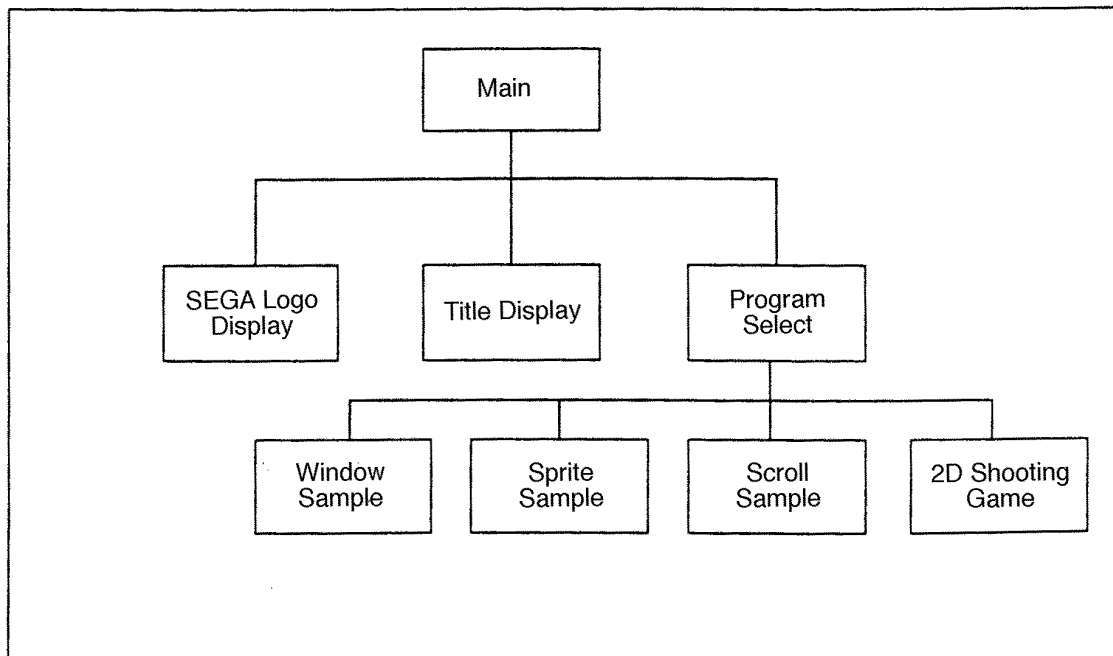 Main
SEGA Logo
Display
Title Display
Program
Select
Window
Sample
Sprite
Sample
Scroll
Sample
2D Shooting
Game